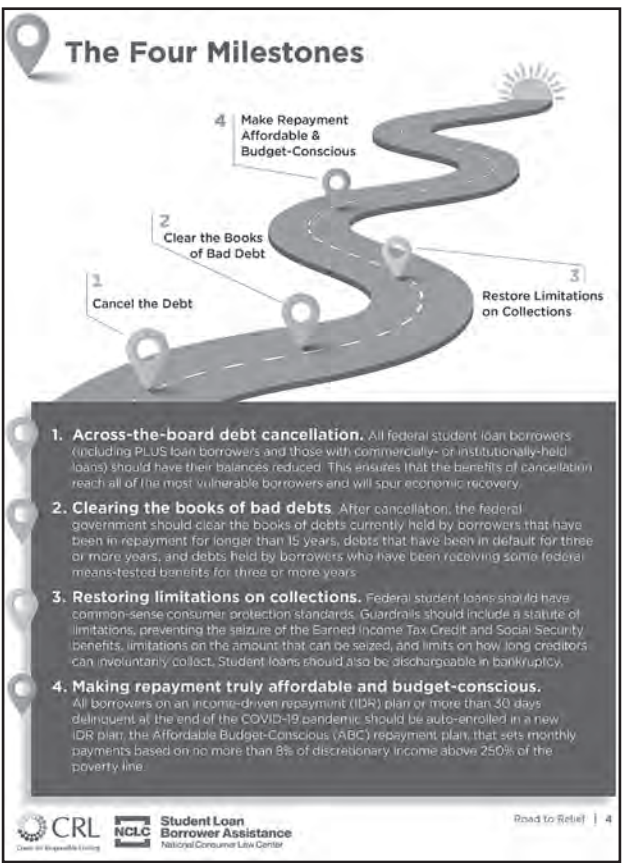 The Four Milestones
4
Make Repayment
Affordable &
Budget-Conscious
2
Clear the Books
of Bad Debt
1
Cancel the Debt
3
Restore Limitations
on Collections
1. Across-the-board debt cancellation. All federal student loan borrowers
(including PLUS loan borrowers and those with commercially- or institutionally-held
loans) should have their balances reduced. This ensures that the benefits of cancellation
reach all of the most vulnerable borrowers and will spur economic recovery.
2. Clearing the books of bad debts. After cancellation, the federal
government should clear the books of debts currently held by borrowers that have
been in repayment for longer than 15 years, debts that have been in default for three
or more years, and debts held by borrowers who have been receiving some federal
means-tested benefits for three or more years.
3. Restoring limitations on collections. Federal student loans should have
common-sense consumer protection standards. Guardrails should include a statute of
limitations, preventing the seizure of the Earned Income Tax Credit and Social Security
benefits, limitations on the amount that can be seized, and limits on how long creditors
can involuntarily collect. Student loans should also be dischargeable in bankruptcy.
4. Making repayment truly affordable and budget-conscious.
All borrowers on an income-driven repayment (IDR) plan or more than 30 days
delinquent at the end of the COVID-19 pandemic should be auto-enrolled in a new
IDR plan, the Affordable Budget-Conscious (ABC) repayment plan, that sets monthly
payments based on no more than 8% of discretionary income above 250% of the
poverty line.
CRL
Center for Responsible Lending
NCLC
Student Loan
Borrower Assistance
National Consumer Law Center
Road to Relief | 4